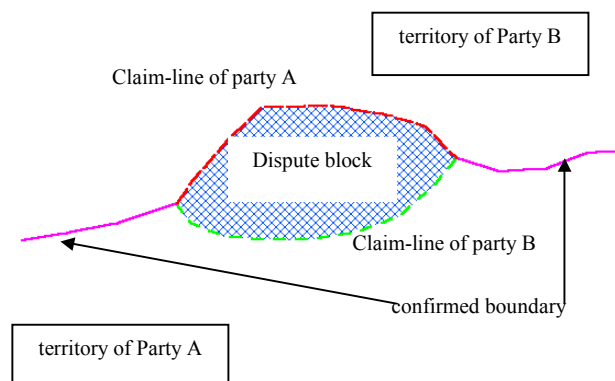 territory of Party B
Claim-line of party A
Dispute block
Claim-line of party B
confirmed boundary
territory of Party A